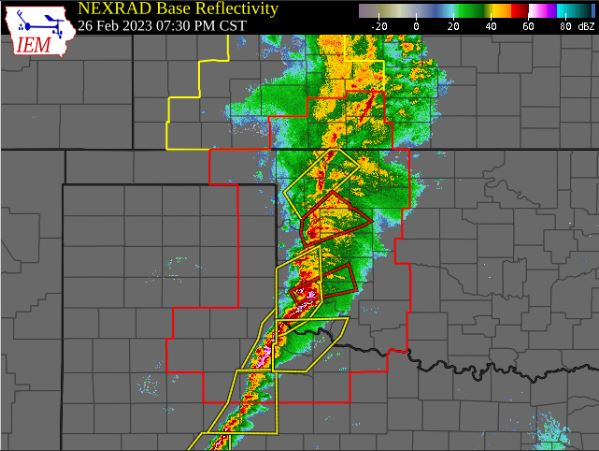 NEXRAD Base Reflectivity
26 Feb 2023 07:30 PM CST
IEM
-20 0 20 40 60 80 dBZ